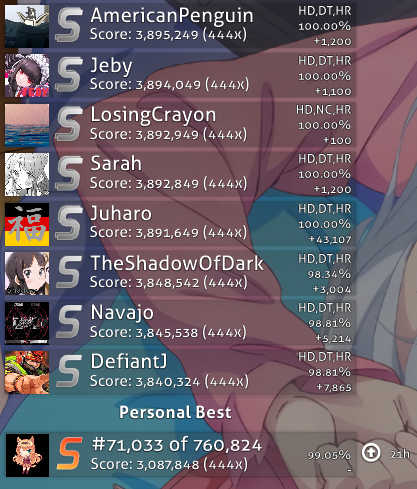 AmericanPenguin
HD,DT,HR
S
Score: 3,895,249 (444x)
100.00%
+1,200
Jeby
HD,DT,HR
S
Score: 3,894,049 (444x)
100.00%
+1,100
LosingCrayon
HD,NC,HR
S
Score: 3,892,949 (444x)
100.00%
+100
Sarah
HD,DT,HR
S
Score: 3,892,849 (444x)
100.00%
+1,200
Juharo
HD,DT,HR
福
S
Score: 3,891,649 (444x)
100.00%
+43,107
TheShadowOfDark
HD,DT,HR
S
Score: 3,848,542 (444x)
98.34%
+3,004
Navajo
HD,DT,HR
S
Score: 3,845,538 (444x)
98.81%
+5,214
DefiantJ
HD,DT,HR
S
Score: 3,840,324 (444x)
98.81%
+7,865
Personal Best
#71,033 of 760,824
S
Score: 3,087,848 (444x)
99.05%
-
21h